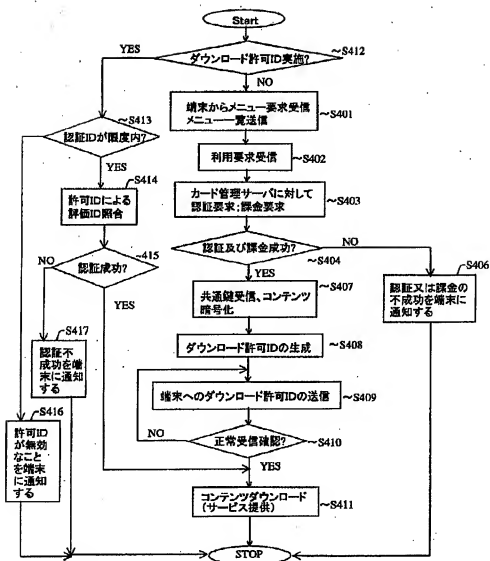 Start
YES
ダウンロード許可ID実施?
~S412
NO
端末からメニュー要求受信
メニュー一覧送信
~S401
~S413
認証IDが限度内?
YES
利用要求受信
~S402
~S414
許可IDによる
評価ID照合
カード管理サーバに対して
認証要求;課金要求
~S403
NO
~415
認証成功?
YES
認証及び課金成功?
~S404
NO
YES
~S406
認証又は課金の
不成功を端末に
通知する
共通鍵受信、コンテンツ
暗号化
~S407
~S417
認証不
成功を端
末に通知
する
ダウンロード許可IDの生成
~S408
端末へのダウンロード許可IDの送信
~S409
~S416
許可ID
が無効
なこと
を端末
に通知
する
NO
正常受信確認?
~S410
YES
コンテンツダウンロード
(サービス提供)
~S411
STOP